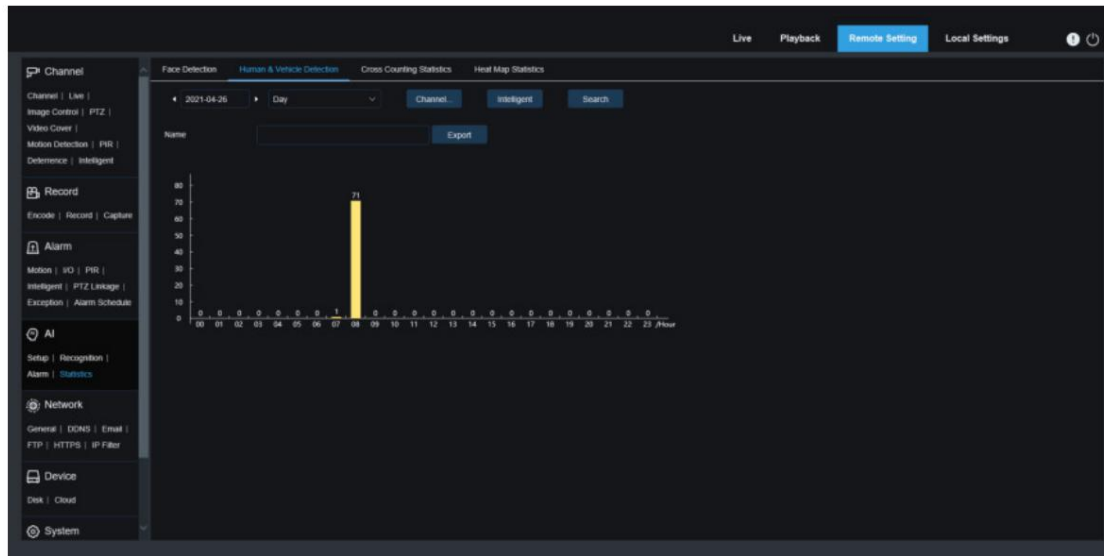 Live Playback Remote Setting Local Settings
Channel
Channel | Live |
Image Control | PTZ |
Video Cover |
Motion Detection | PIR |
Deterrence | Intelligent
Record
Encode | Record | Capture
Alarm
Motion | I/O | PIR |
Intelligent | PTZ Linkage |
Exception | Alarm Schedule
AI
Setup | Recognition |
Alarm | Statistics
Network
General | DDNS | Email |
FTP | HTTPS | IP Filter
Device
Disk | Cloud
System
Face Detection Human & Vehicle Detection Cross Counting Statistics Heat Map Statistics
2021-04-26 Day Channel... Intelligent Search
Name Export
80
70
71
60
50
40
30
20
10
0 0 0 0 0 0 0 1 0 0 0 0 0 0 0 0 0 0 0 0 0 0 0
0
00 01 02 03 04 05 06 07 08 09 10 11 12 13 14 15 16 17 18 19 20 21 22 23 /Hour